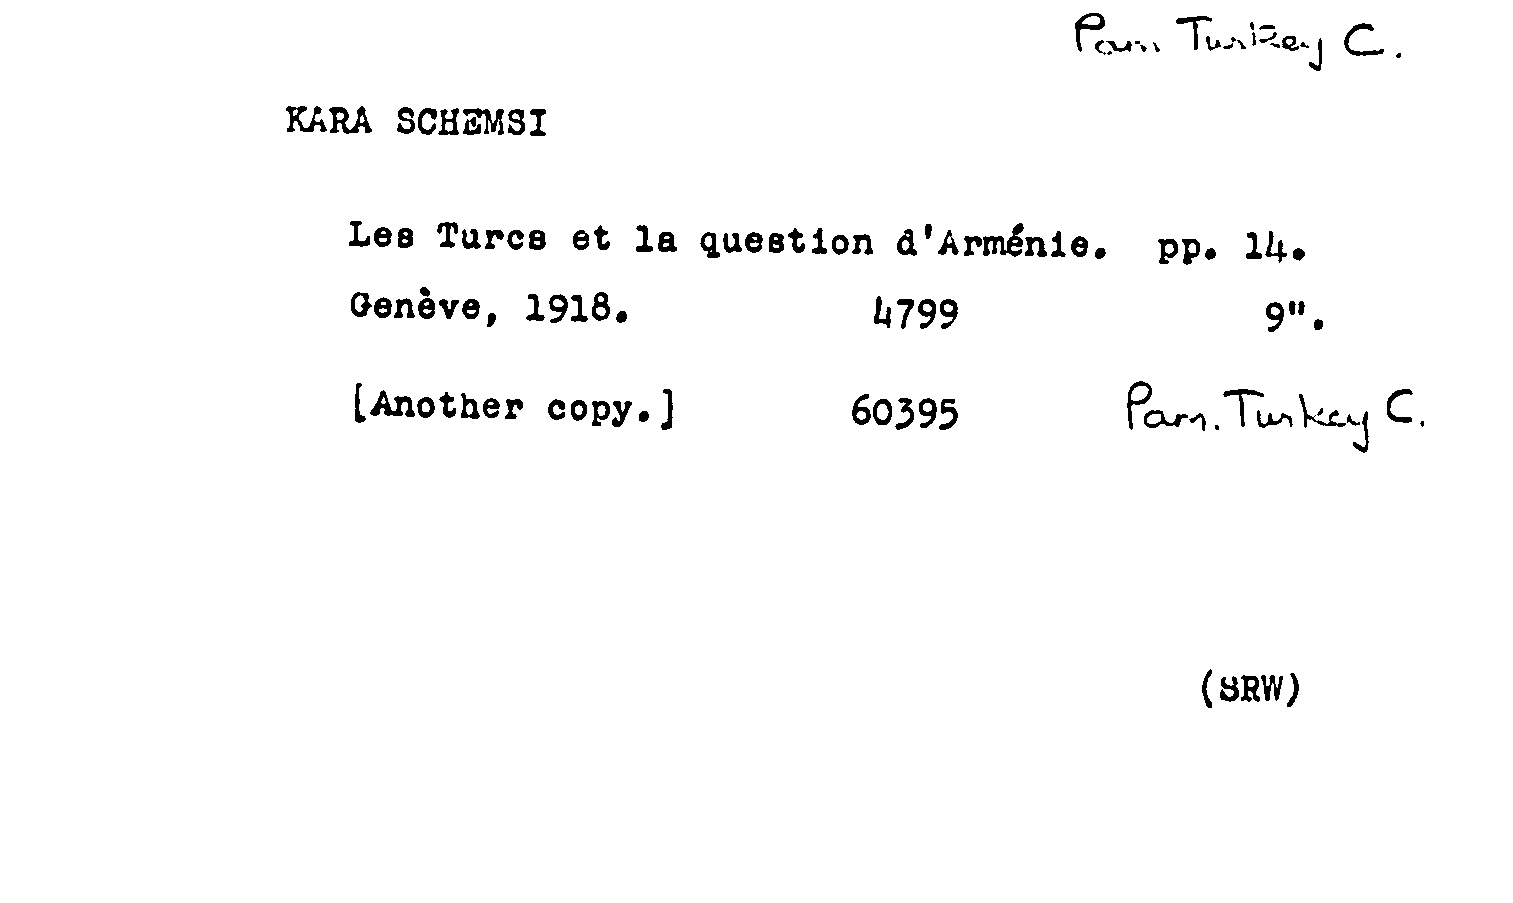 Pam Turkey C.
KARA SCHEMSI
Les Turcs et la question d'Arménie. pp. 14.
Genève, 1918. 4799 9".
[Another copy.] 60395 Pam. Turkey C.
(SRW)